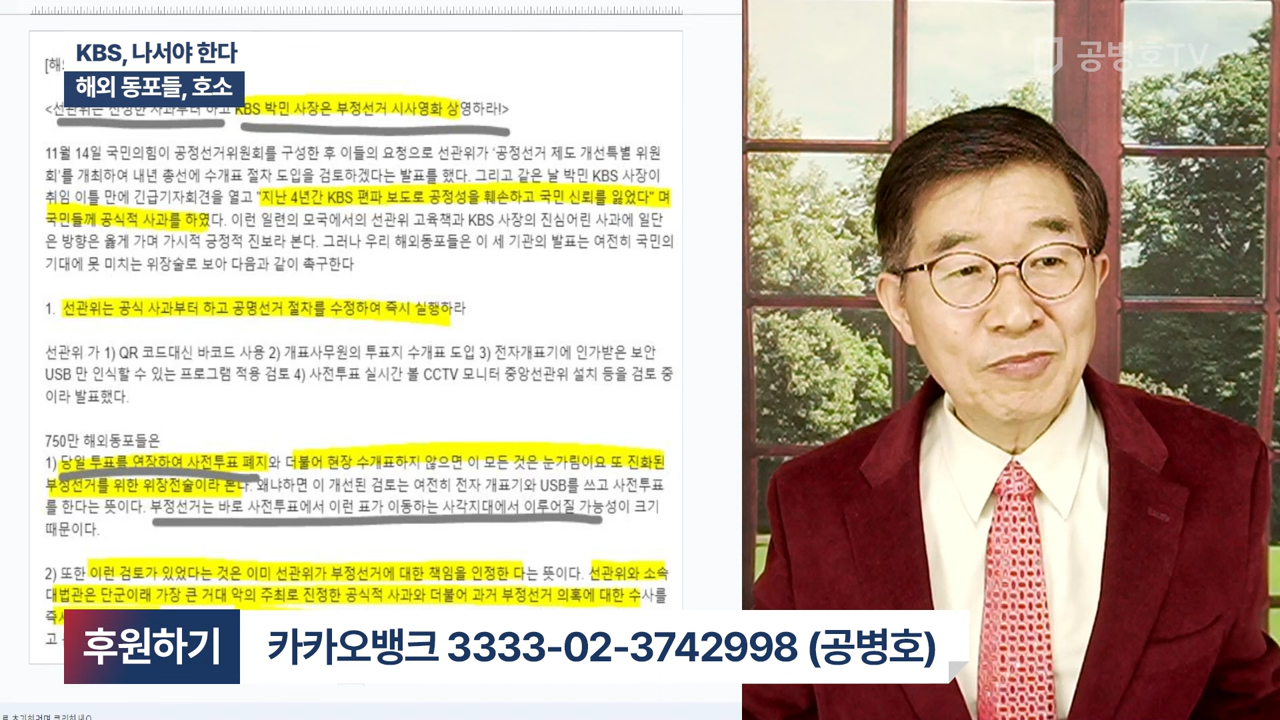 KBS, 나서야 한다
해외 동포들, 호소
공병호TV
<선관위는 진정한 사과부터 하고 KBS 박민 사장은 부정선거 시사영화 상영하라!>
11월 14일 국민의힘이 공정선거위원회를 구성한 후 이들의 요청으로 선관위가 '공정선거 제도 개선특별 위원
회'를 개최하여 내년 총선에 수개표 절차 도입을 검토하겠다는 발표를 했다. 그리고 같은 날 박민 KBS 사장이
취임 이틀 만에 긴급기자회견을 열고 "지난 4년간 KBS 편파 보도로 공정성을 훼손하고 국민 신뢰를 잃었다" 며
국민들께 공식적 사과를 하였다. 이런 일련의 모국에서의 선관위 고육책과 KBS 사장의 진심어린 사과에 일단
은 방향은 옳게 가며 가시적 긍정적 진보라 본다. 그러나 우리 해외동포들은 이 세 기관의 발표는 여전히 국민의
기대에 못 미치는 위장술로 보아 다음과 같이 촉구한다
1. 선관위는 공식 사과부터 하고 공명선거 절차를 수정하여 즉시 실행하라
선관위 가 1) QR 코드대신 바코드 사용 2) 개표사무원의 투표지 수개표 도입 3) 전자개표기에 인가받은 보안
USB 만 인식할 수 있는 프로그램 적용 검토 4) 사전투표 실시간 볼 CCTV 모니터 중앙선관위 설치 등을 검토 중
이라 발표했다.
750만 해외동포들은
1) 당일 투표를 연장하여 사전투표 폐지와 더불어 현장 수개표하지 않으면 이 모든 것은 눈가림이요 또 진화된
부정선거를 위한 위장전술이라 본다. 왜냐하면 이 개선된 검토는 여전히 전자 개표기와 USB를 쓰고 사전투표
를 한다는 뜻이다. 부정선거는 바로 사전투표에서 이런 표가 이동하는 사각지대에서 이루어질 가능성이 크기
때문이다.
2) 또한 이런 검토가 있었다는 것은 이미 선관위가 부정선거에 대한 책임을 인정한 다는 뜻이다. 선관위와 소속
대법관은 단군이래 가장 큰 거대 악의 주최로 진정한 공식적 사과와 더불어 과거 부정선거 의혹에 대한 수사를
후원하기
카카오뱅크 3333-02-3742998 (공병호)